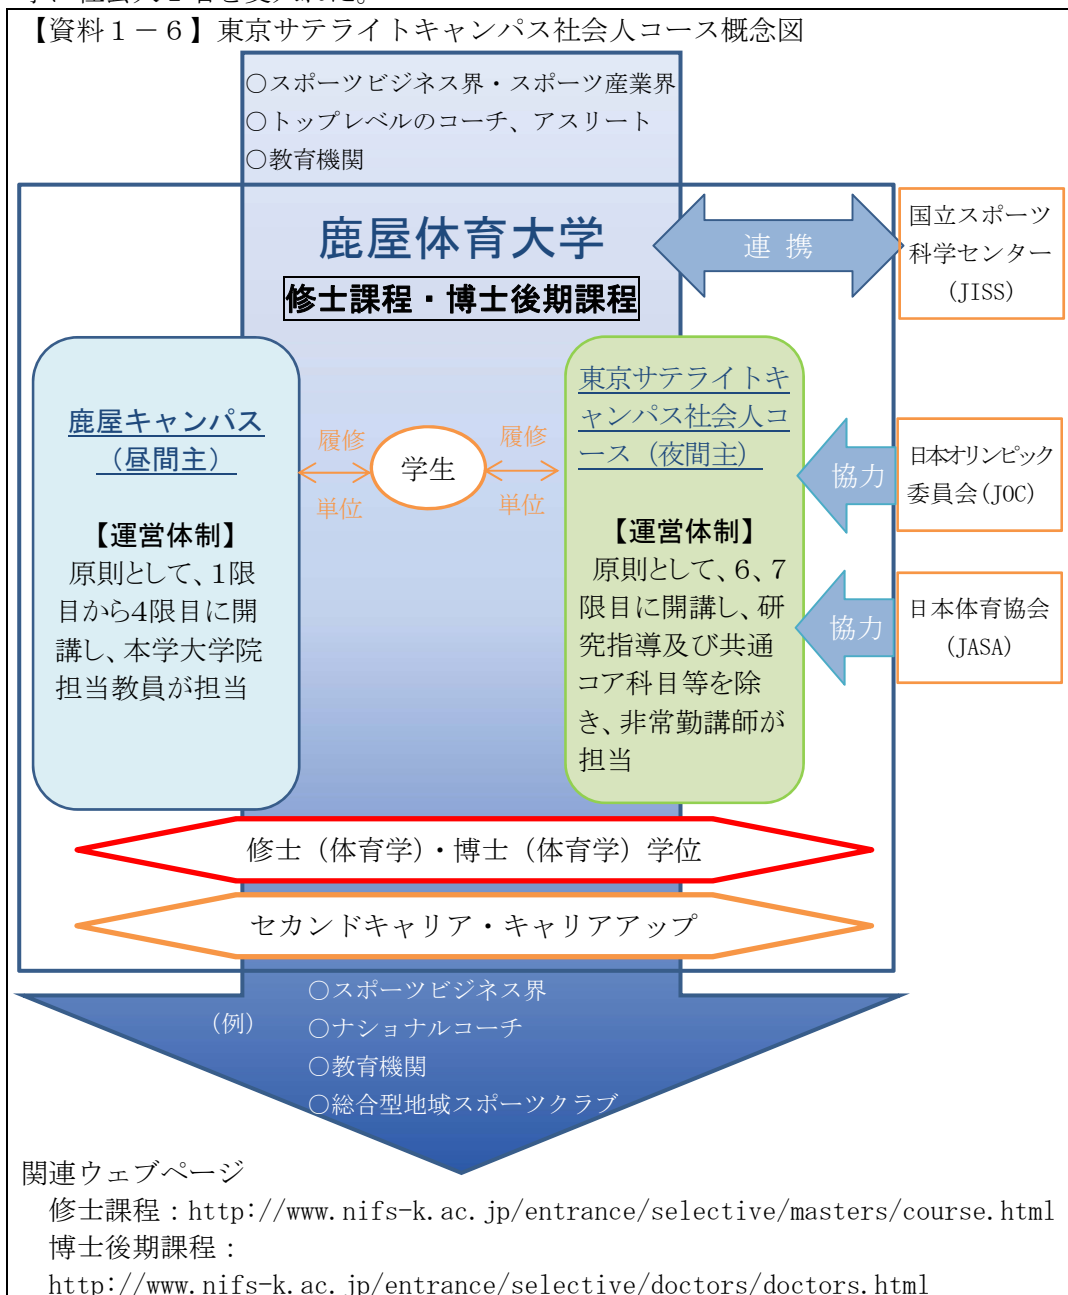 【資料１－６】東京サテライトキャンパス社会人コース概念図
○スポーツビジネス界・スポーツ産業界
○トップレベルのコーチ、アスリート
○教育機関
鹿屋体育大学
修士課程・博士後期課程
連 携
国立スポーツ
科学センター
(JISS)
鹿屋キャンパス
（昼間主）
【運営体制】
原則として、1限
目から4限目に開
講し、本学大学院
担当教員が担当
履修
単位
学生
履修
単位
東京サテライトキ
ャンパス社会人コ
ース（夜間主）
【運営体制】
原則として、6、7
限目に開講し、研
究指導及び共通
コア科目等を除
き、非常勤講師が
担当
協力
日本オリンピック
委員会(JOC)
協力
日本体育協会
(JASA)
修士（体育学）・博士（体育学）学位
セカンドキャリア・キャリアアップ
（例）
○スポーツビジネス界
○ナショナルコーチ
○教育機関
○総合型地域スポーツクラブ
関連ウェブページ
修士課程：http://www.nifs-k.ac.jp/entrance/selective/masters/course.html
博士後期課程：
http://www.nifs-k.ac.jp/entrance/selective/doctors/doctors.html